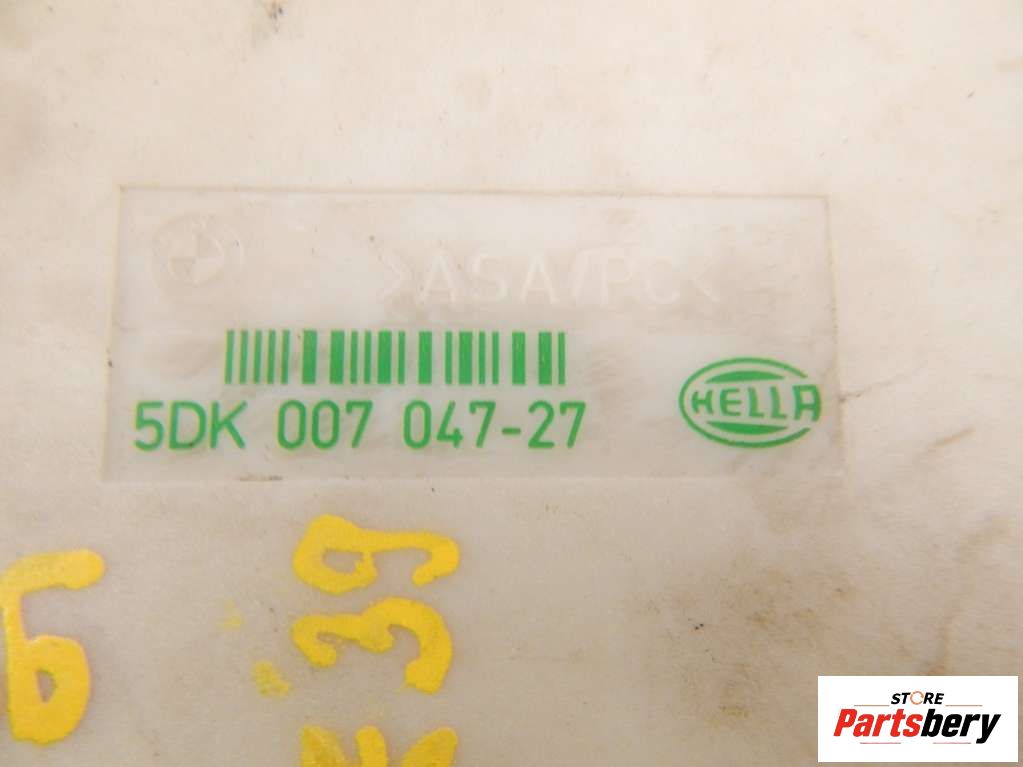 >ASA/PC<
5DK 007 047-27
HELLA
Б
E 39
STORE
Partsbery